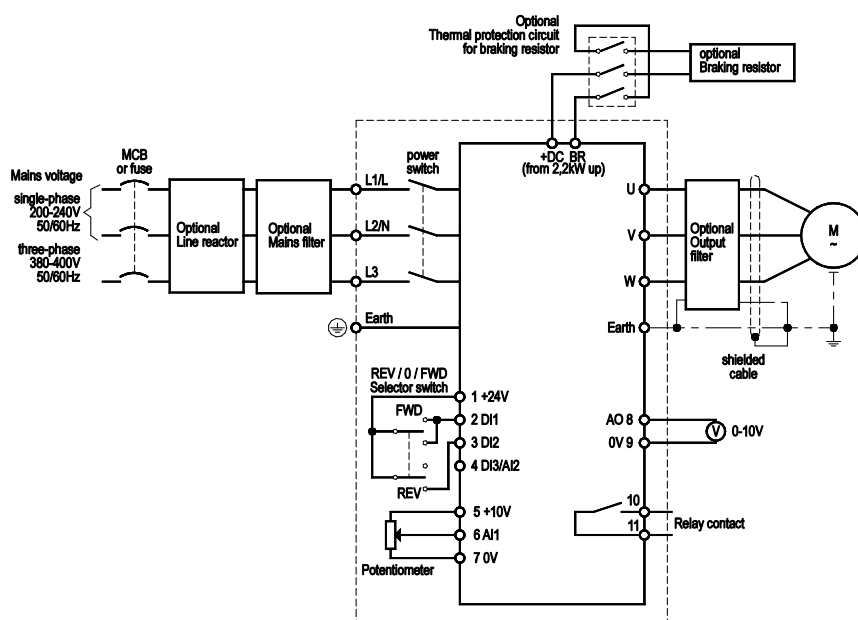 Optional
Thermal protection circuit
for braking resistor
optional
Braking resistor
MCB
or fuse
Mains voltage
single-phase
200-240V
50/60Hz
three-phase
380-400V
50/60Hz
Optional
Line reactor
Optional
Mains filter
power
switch
L1/L
L2/N
L3
Earth
+DC BR
(from 2,2kW up)
U
V
W
Earth
Optional
Output
filter
M
~
shielded
cable
REV / 0 / FWD
Selector switch
FWD
REV
1 +24V
2 DI1
3 DI2
4 DI3/AI2
5 +10V
6 AI1
7 0V
Potentiometer
AO 8
0V 9
V
0-10V
10
11
Relay contact